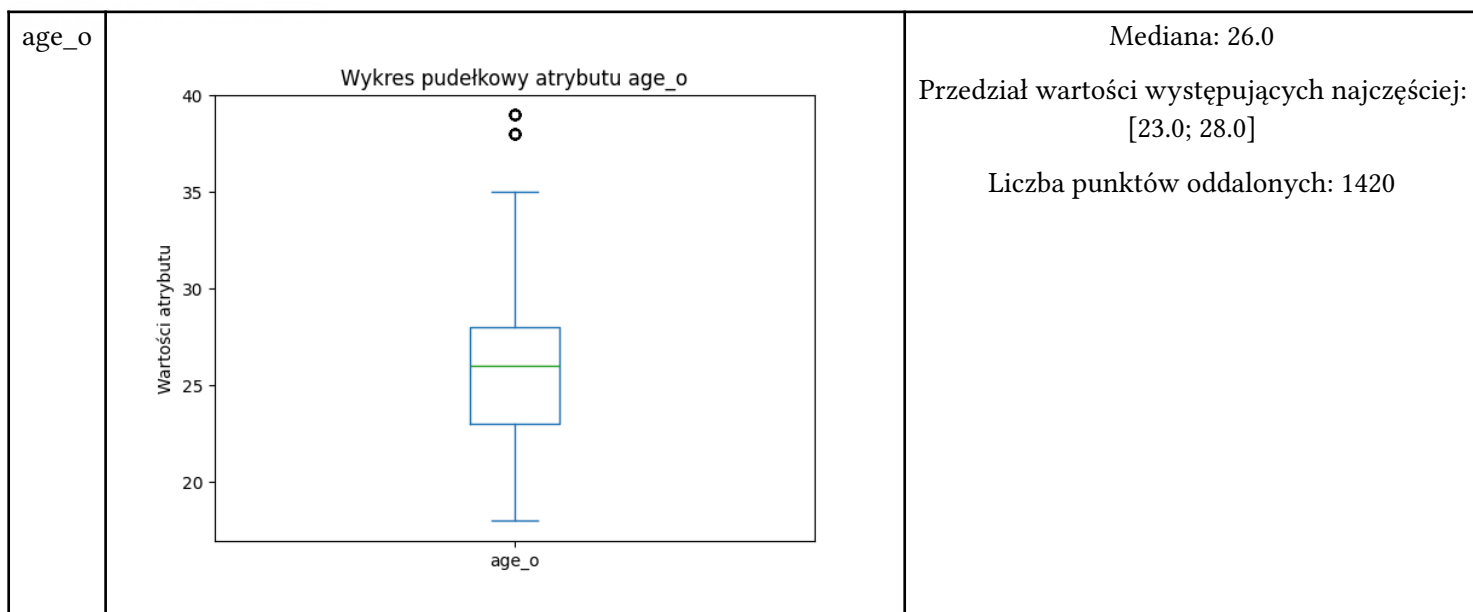 age_o
Wykres pudełkowy atrybutu age_o
40
35
30
25
20
Wartości atrybutu
age_o
Mediana: 26.0
Przedział wartości występujących najczęściej:
[23.0; 28.0]
Liczba punktów oddalonych: 1420